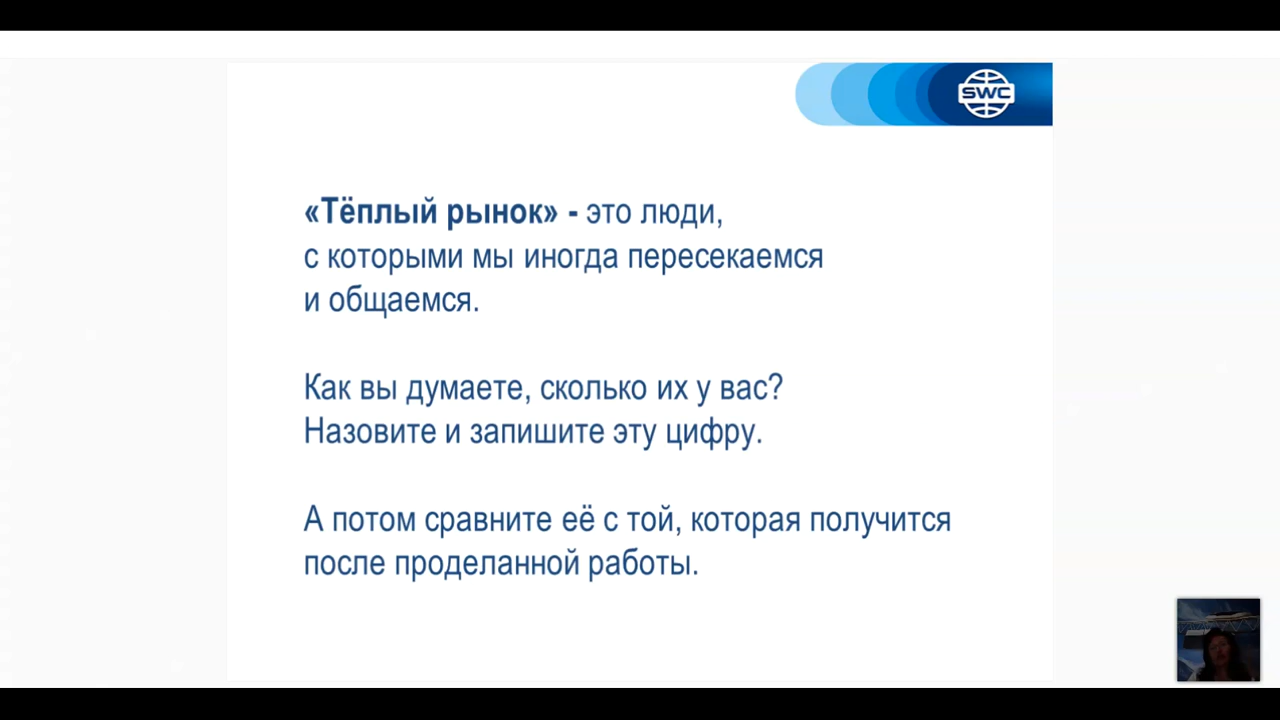 SWC
«Тёплый рынок» - это люди,
с которыми мы иногда пересекаемся
и общаемся.
Как вы думаете, сколько их у вас?
Назовите и запишите эту цифру.
А потом сравните её с той, которая получится
после проделанной работы.